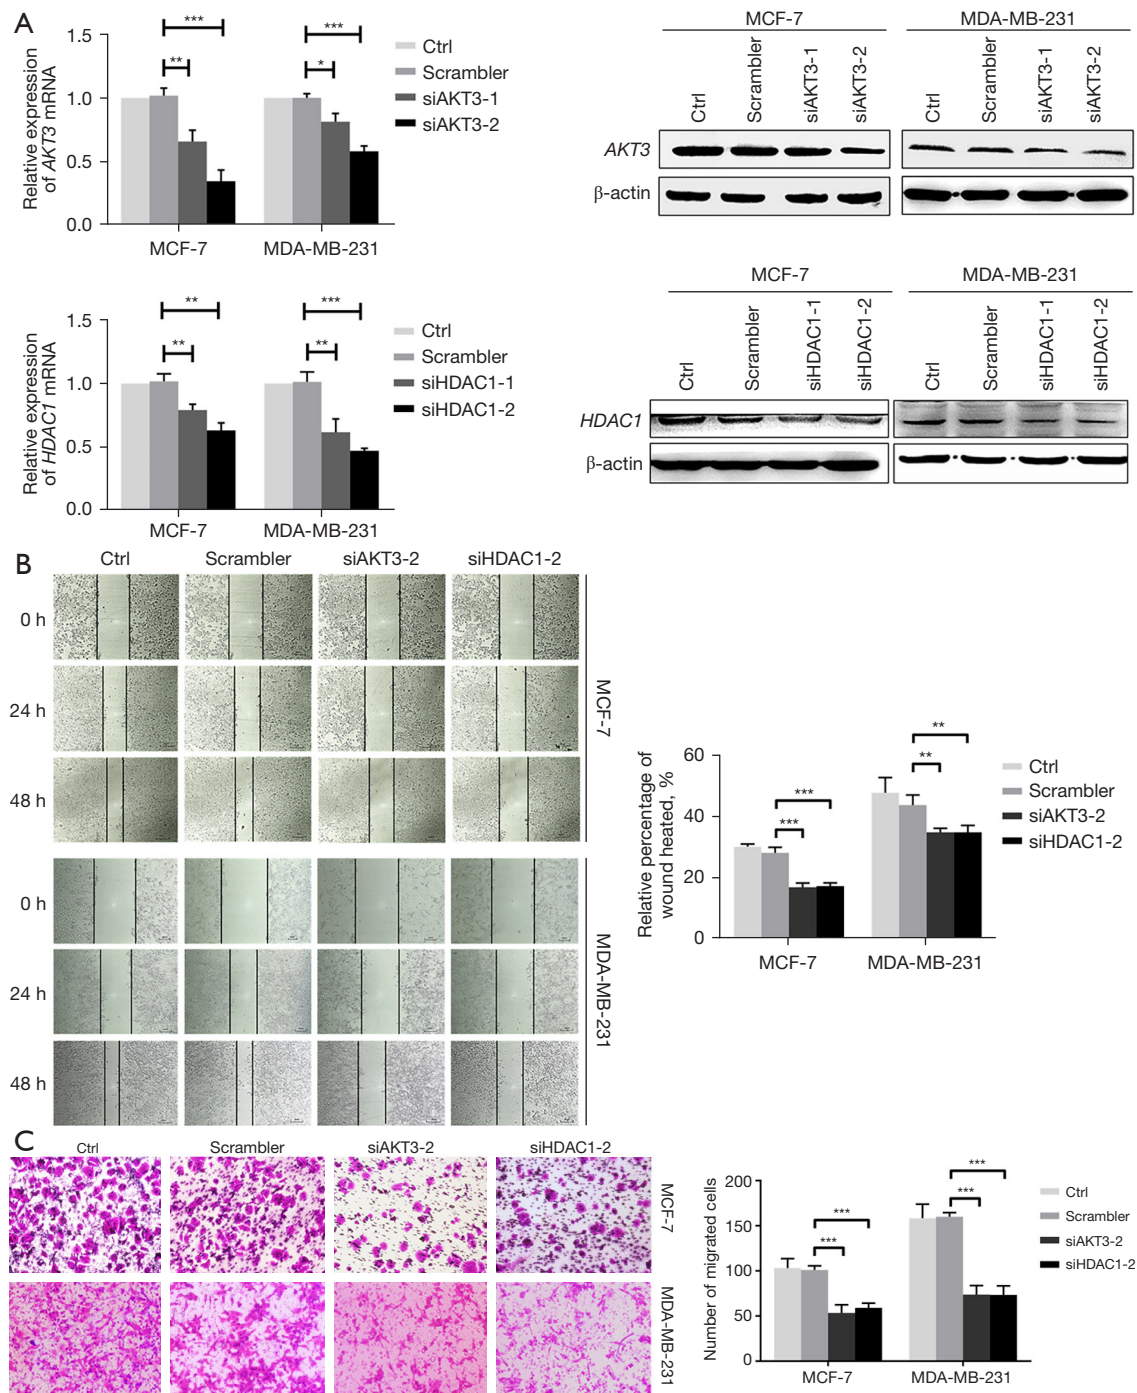 A
Relative expression
of AKT3 mRNA
1.5
1.0
0.5
0.0
***
**
***
*
MCF-7
MDA-MB-231
Ctrl
Scrambler
siAKT3-1
siAKT3-2
MCF-7
MDA-MB-231
Ctrl
Scrambler
siAKT3-1
siAKT3-2
Ctrl
Scrambler
siAKT3-1
siAKT3-2
AKT3
β-actin
Relative expression
of HDAC1 mRNA
1.5
1.0
0.5
0.0
**
**
***
**
MCF-7
MDA-MB-231
Ctrl
Scrambler
siHDAC1-1
siHDAC1-2
MCF-7
MDA-MB-231
Ctrl
Scrambler
siHDAC1-1
siHDAC1-2
Ctrl
Scrambler
siHDAC1-1
siHDAC1-2
HDAC1
β-actin
B
Ctrl
Scrambler
siAKT3-2
siHDAC1-2
0 h
24 h
48 h
MCF-7
0 h
24 h
48 h
MDA-MB-231
Relative percentage of
wound heated, %
60
40
20
0
***
***
**
**
MCF-7
MDA-MB-231
Ctrl
Scrambler
siAKT3-2
siHDAC1-2
C
Ctrl
Scrambler
siAKT3-2
siHDAC1-2
MCF-7
MDA-MB-231
Number of migrated cells
200
150
100
50
0
***
***
***
***
MCF-7
MDA-MB-231
Ctrl
Scrambler
siAKT3-2
siHDAC1-2